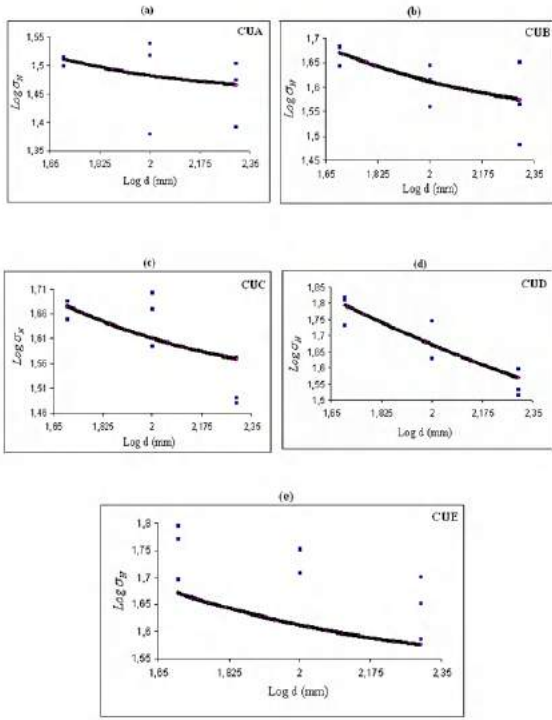 (a)
CUA
1,55
1,5
1,45
1,4
1,35
Log σN
1,65 1,825 2 2,175 2,35
Log d (mm)
(b)
CUB
1,7
1,65
1,6
1,55
1,5
1,45
Log σN
1,65 1,825 2 2,175 2,35
Log d (mm)
(c)
CUC
1,71
1,66
1,61
1,56
1,51
1,46
Log σN
1,65 1,825 2 2,175 2,35
Log d (mm)
(d)
CUD
1,85
1,8
1,75
1,7
1,65
1,6
1,55
1,5
Log σN
1,65 1,825 2 2,175 2,35
Log d (mm)
(e)
CUE
1,8
1,75
1,7
1,65
1,6
1,55
Log σN
1,65 1,825 2 2,175 2,35
Log d (mm)